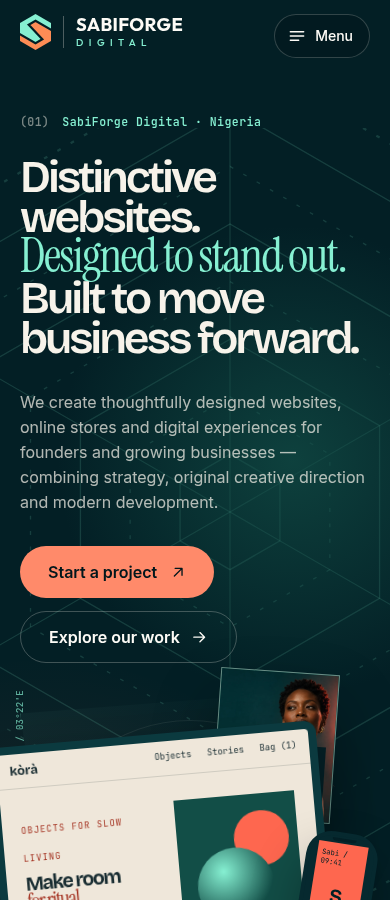 SABIFORGE
DIGITAL
Menu
(01) SabiForge Digital · Nigeria
Distinctive
websites.
Designed to stand out.
Built to move
business forward.
We create thoughtfully designed websites,
online stores and digital experiences for
founders and growing businesses —
combining strategy, original creative direction
and modern development.
Start a project ↗
Explore our work →
/ 03°22′E
kòrà
Objects Stories Bag (1)
OBJECTS FOR SLOW
LIVING
Make room
for ritual
Sabi /
09:41
S